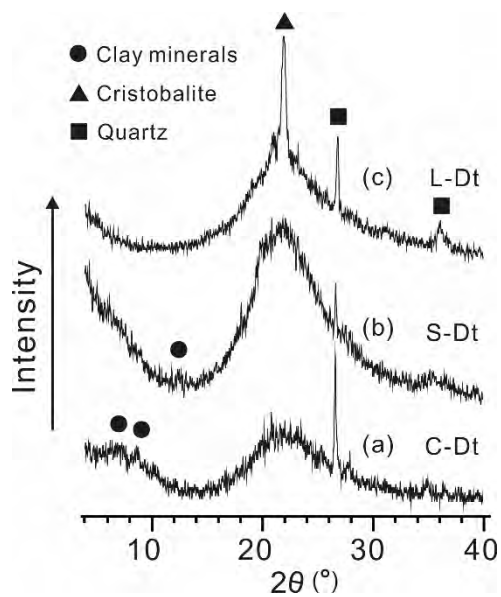 Clay minerals
Cristobalite
Quartz
(c) L-Dt
(b) S-Dt
(a) C-Dt
Intensity
10 20 30 40
2θ (°)